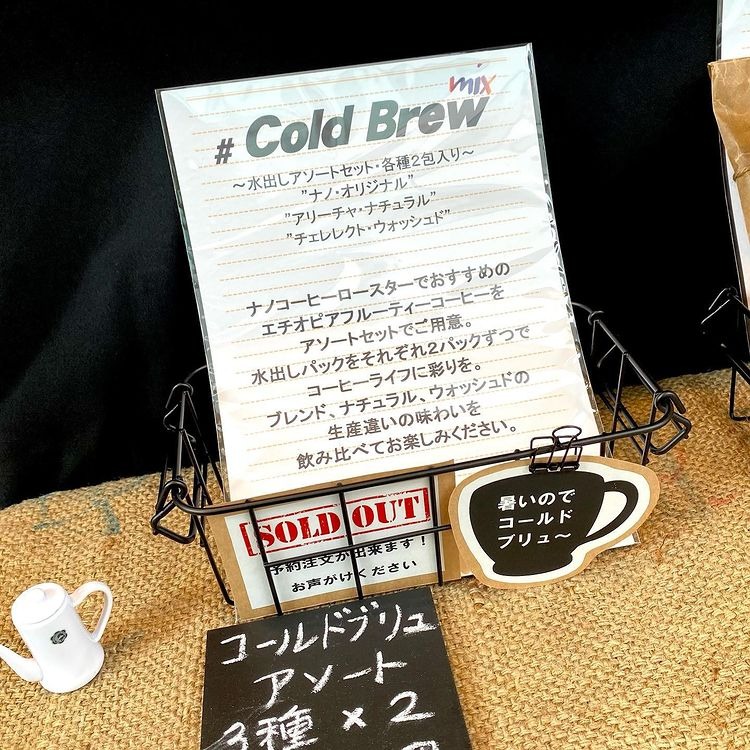 mix
# Cold Brew
～水出しアソートセット・各種2包入り～
"ナノ・オリジナル"
"アリーチャ・ナチュラル"
"チェレレクト・ウォッシュド"
ナノコーヒーロースターでおすすめの
エチオピアフルーティーコーヒーを
アソートセットでご用意。
水出しパックをそれぞれ2パックずつで
コーヒーライフに彩りを。
ブレンド、ナチュラル、ウォッシュドの
生産違いの味わいを
飲み比べてお楽しみください。
SOLD OUT
予約注文が出来ます!
お声がけください
暑いので
コールド
ブリュ～
コールドブリュ
アソート
3種 × 2